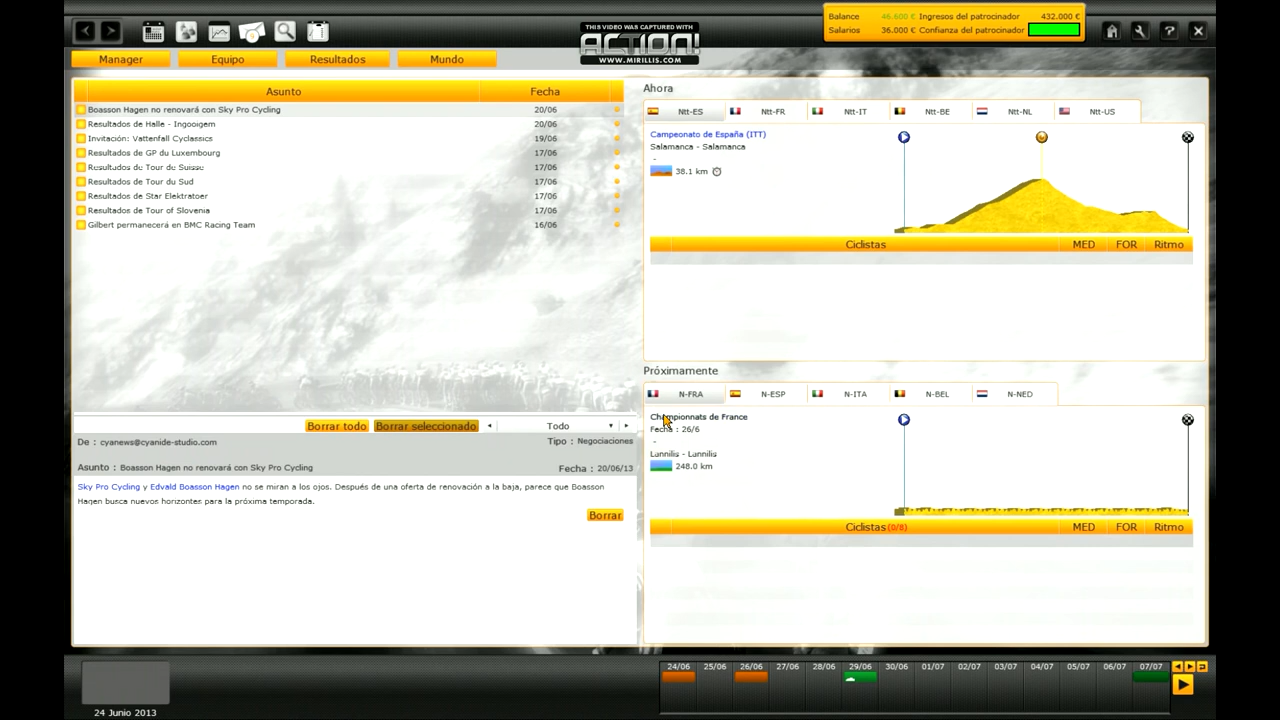 THIS VIDEO WAS CAPTURED WITH
ACTION!
WWW.MIRILLIS.COM
Balance 46.600 € Ingresos del patrocinador 432.000 €
Salarios 36.000 € Confianza del patrocinador
Manager Equipo Resultados Mundo
Asunto Fecha
Boasson Hagen no renovará con Sky Pro Cycling 20/06
Resultados de Halle - Ingooigem 20/06
Invitación: Vattenfall Cyclassics 19/06
Resultados de GP du Luxembourg 17/06
Resultados de Tour de Suisse 17/06
Resultados de Tour du Sud 17/06
Resultados de Star Elektratoer 17/06
Resultados de Tour of Slovenia 17/06
Gilbert permanecerá en BMC Racing Team 16/06
Borrar todo Borrar seleccionado Todo
De : cyanews@cyanide-studio.com Tipo : Negociaciones
Asunto : Boasson Hagen no renovará con Sky Pro Cycling Fecha : 20/06/13
Sky Pro Cycling y Edvald Boasson Hagen no se miran a los ojos. Después de una oferta de renovación a la baja, parece que Boasson
Hagen busca nuevos horizontes para la próxima temporada.
Borrar
Ahora
Ntt-ES Ntt-FR Ntt-IT Ntt-BE Ntt-NL Ntt-US
Campeonato de España (ITT)
Salamanca - Salamanca
-
38.1 km
Ciclistas MED FOR Ritmo
Próximamente
N-FRA N-ESP N-ITA N-BEL N-NED
Championnats de France
Fecha : 26/6
-
Lannilis - Lannilis
248.0 km
Ciclistas (0/8) MED FOR Ritmo
24 Junio 2013
24/06 25/06 26/06 27/06 28/06 29/06 30/06 01/07 02/07 03/07 04/07 05/07 06/07 07/07